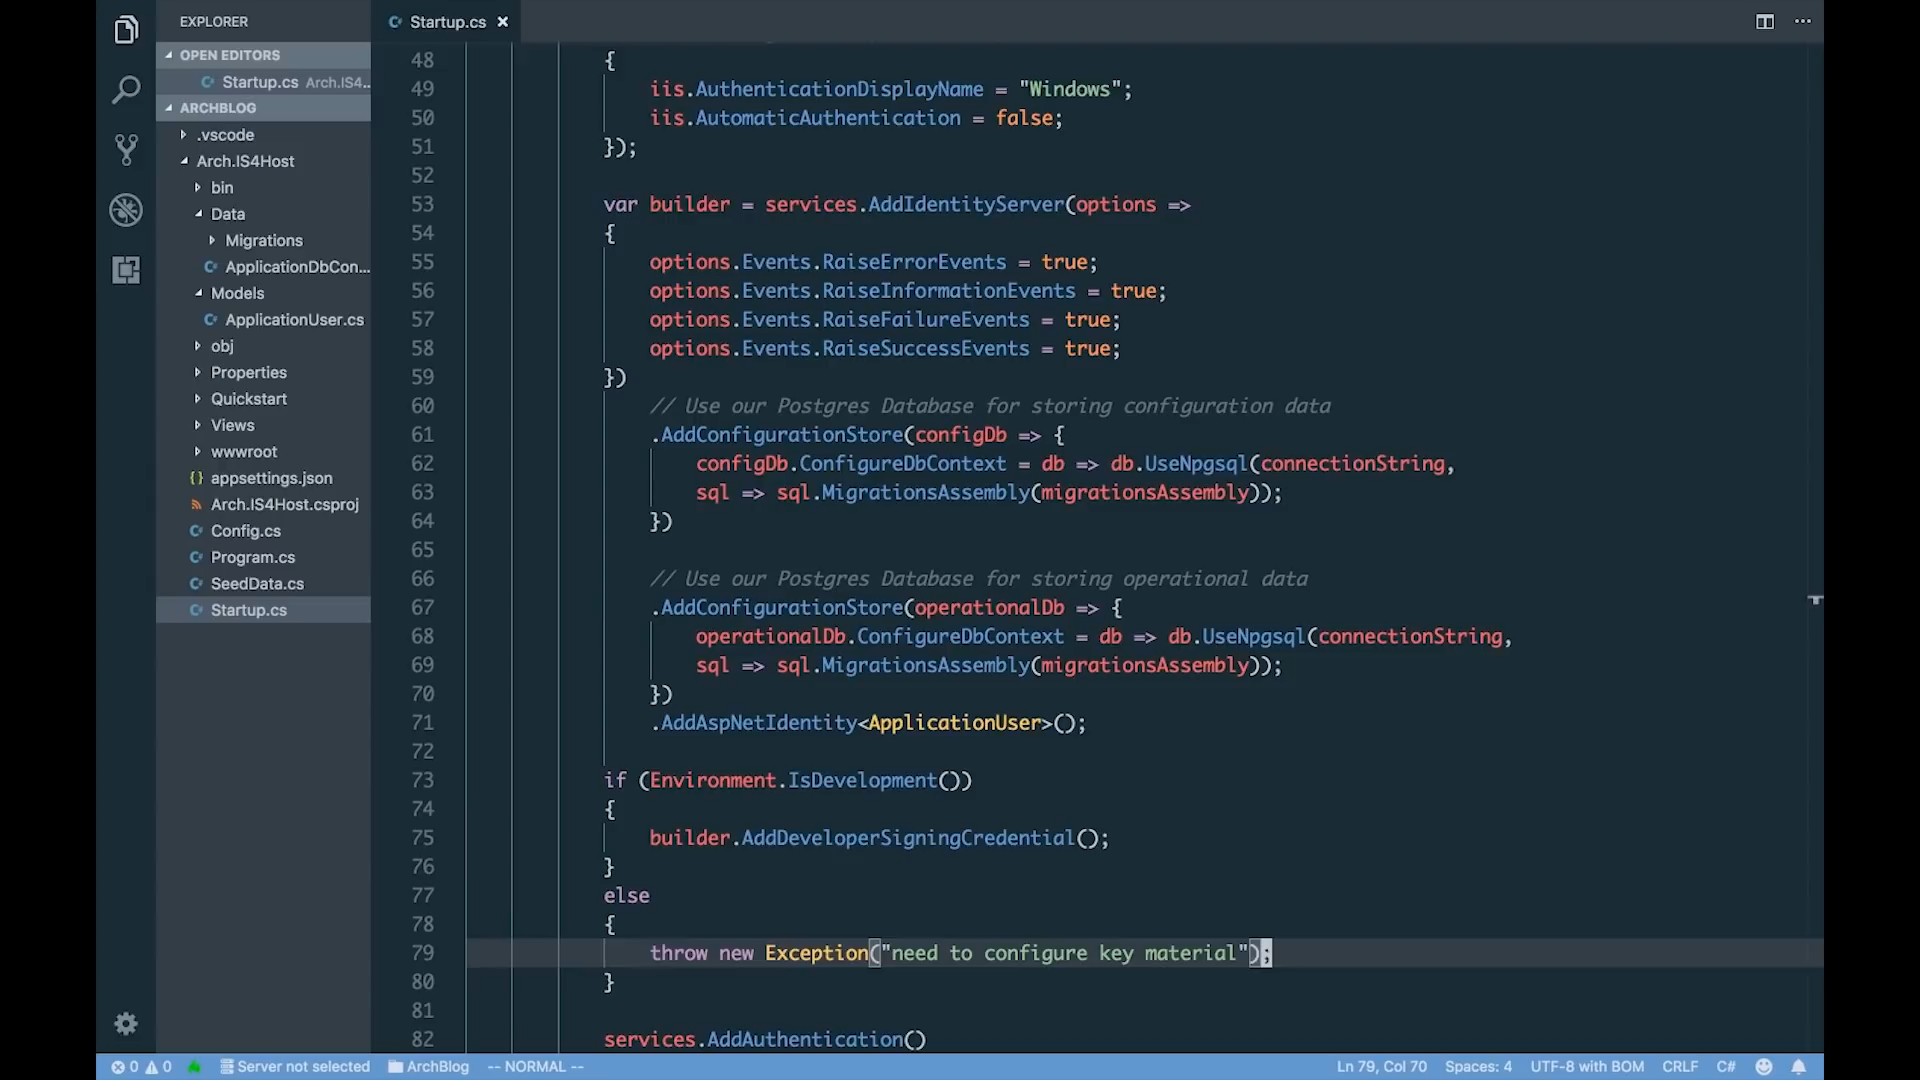 EXPLORER
OPEN EDITORS
Startup.cs Arch.IS4...
ARCHBLOG
.vscode
Arch.IS4Host
bin
Data
Migrations
ApplicationDbCon...
Models
ApplicationUser.cs
obj
Properties
Quickstart
Views
wwwroot
{} appsettings.json
Arch.IS4Host.csproj
Config.cs
Program.cs
SeedData.cs
Startup.cs
Startup.cs ×
48 {
49 iis.AuthenticationDisplayName = "Windows";
50 iis.AutomaticAuthentication = false;
51 });
52
53 var builder = services.AddIdentityServer(options =>
54 {
55 options.Events.RaiseErrorEvents = true;
56 options.Events.RaiseInformationEvents = true;
57 options.Events.RaiseFailureEvents = true;
58 options.Events.RaiseSuccessEvents = true;
59 })
60 // Use our Postgres Database for storing configuration data
61 .AddConfigurationStore(configDb => {
62 configDb.ConfigureDbContext = db => db.UseNpgsql(connectionString,
63 sql => sql.MigrationsAssembly(migrationsAssembly));
64 })
65
66 // Use our Postgres Database for storing operational data
67 .AddConfigurationStore(operationalDb => {
68 operationalDb.ConfigureDbContext = db => db.UseNpgsql(connectionString,
69 sql => sql.MigrationsAssembly(migrationsAssembly));
70 })
71 .AddAspNetIdentity<ApplicationUser>();
72
73 if (Environment.IsDevelopment())
74 {
75 builder.AddDeveloperSigningCredential();
76 }
77 else
78 {
79 throw new Exception("need to configure key material");
80 }
81
82 services.AddAuthentication()
0 0 Server not selected ArchBlog -- NORMAL -- Ln 79, Col 70 Spaces: 4 UTF-8 with BOM CRLF C#